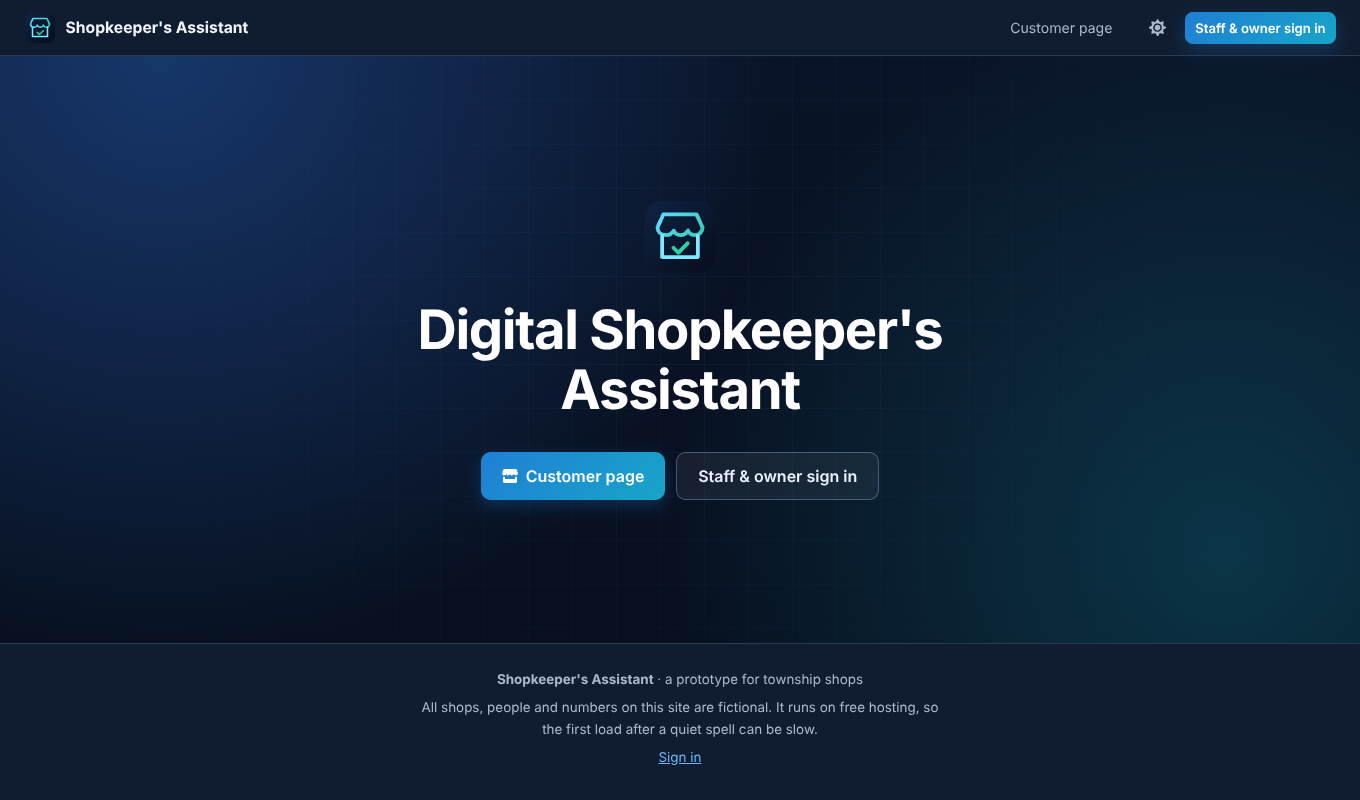 Shopkeeper's Assistant
Customer page
Staff & owner sign in
Digital Shopkeeper's
Assistant
Customer page
Staff & owner sign in
Shopkeeper's Assistant · a prototype for township shops
All shops, people and numbers on this site are fictional. It runs on free hosting, so
the first load after a quiet spell can be slow.
Sign in